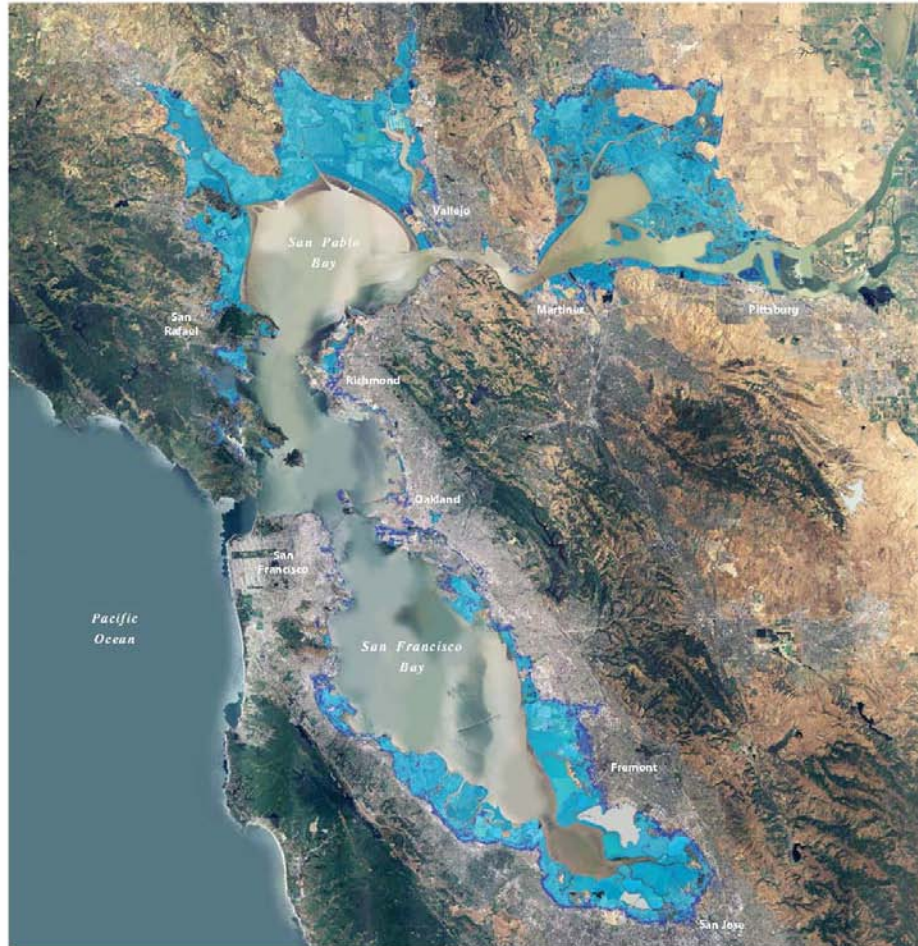 Vallejo
San Pablo
Bay
San
Rafael
Martinez
Pittsburg
Richmond
Oakland
San
Francisco
Pacific
Ocean
San Francisco
Bay
Fremont
San Jose